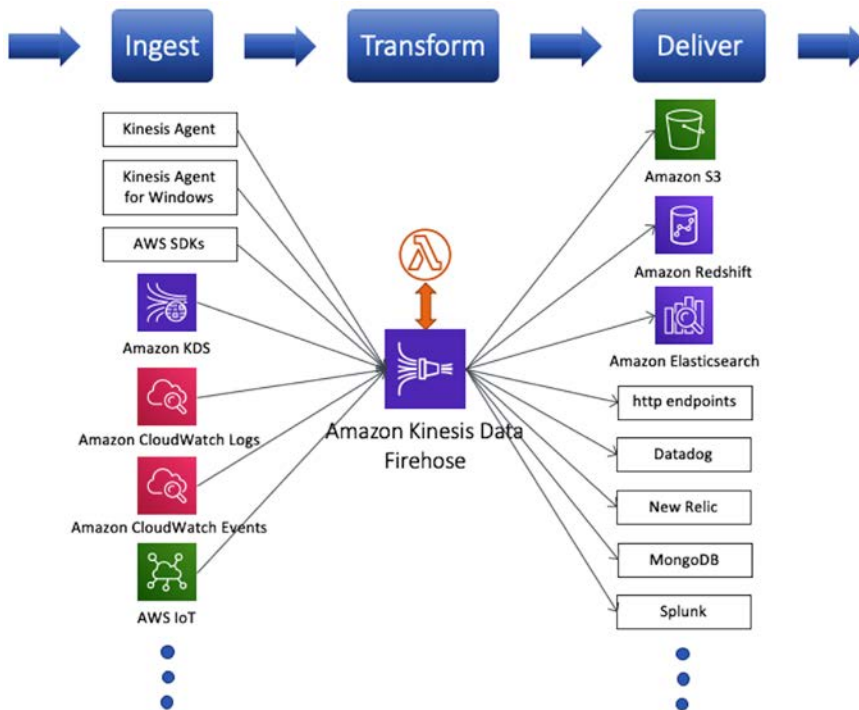 Ingest
Transform
Deliver
Kinesis Agent
Kinesis Agent
for Windows
AWS SDKs
Amazon KDS
Amazon CloudWatch Logs
Amazon CloudWatch Events
AWS IoT
Amazon Kinesis Data
Firehose
Amazon S3
Amazon Redshift
Amazon Elasticsearch
http endpoints
Datadog
New Relic
MongoDB
Splunk